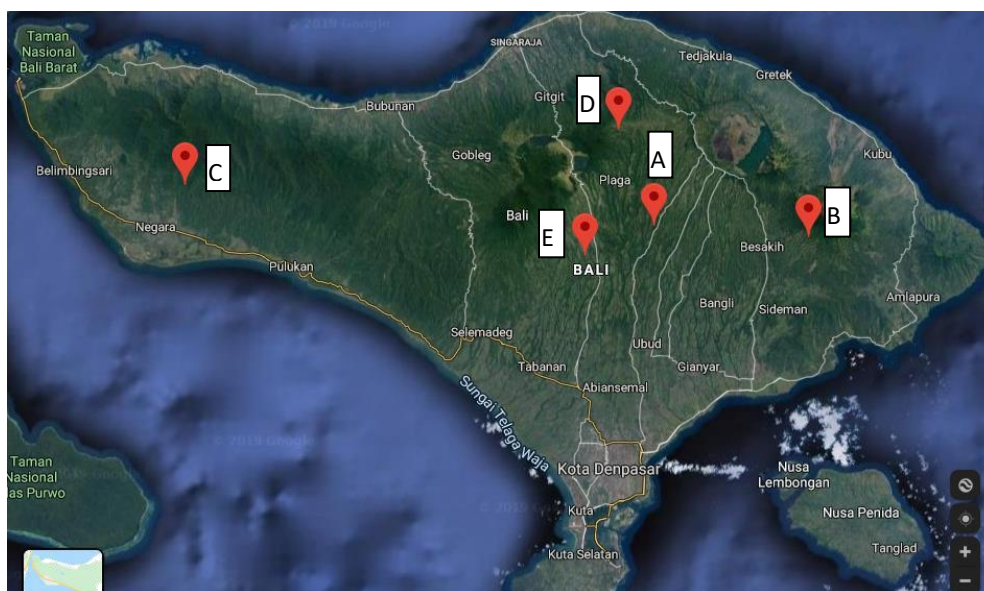 © 2019 Google
Taman
Nasional
Bali Barat
SINGARAJA
Tedjakula
Gretek
Gitgit
D
Bubunan
A
Kubu
Gobleg
C
Belimbingsari
Plaga
B
Bali
E
Besakih
Negara
BALI
Pulukan
Amlapura
Bangli
Sideman
Selemadeg
Ubud
Tabanan
Gianyar
Abiansemal
Sungai Telaga Waja
© 2019 Google
Taman
Nasional
as Purwo
Kota Denpasar
Nusa
Lembongan
Kuta
Nusa Penida
Kuta Selatan
Tanglad